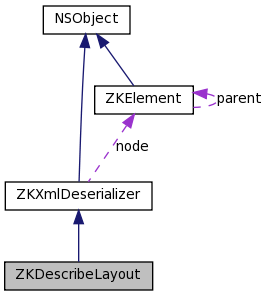 NSObject
ZKElement
parent
node
ZKXmlDeserializer
ZKDescribeLayout